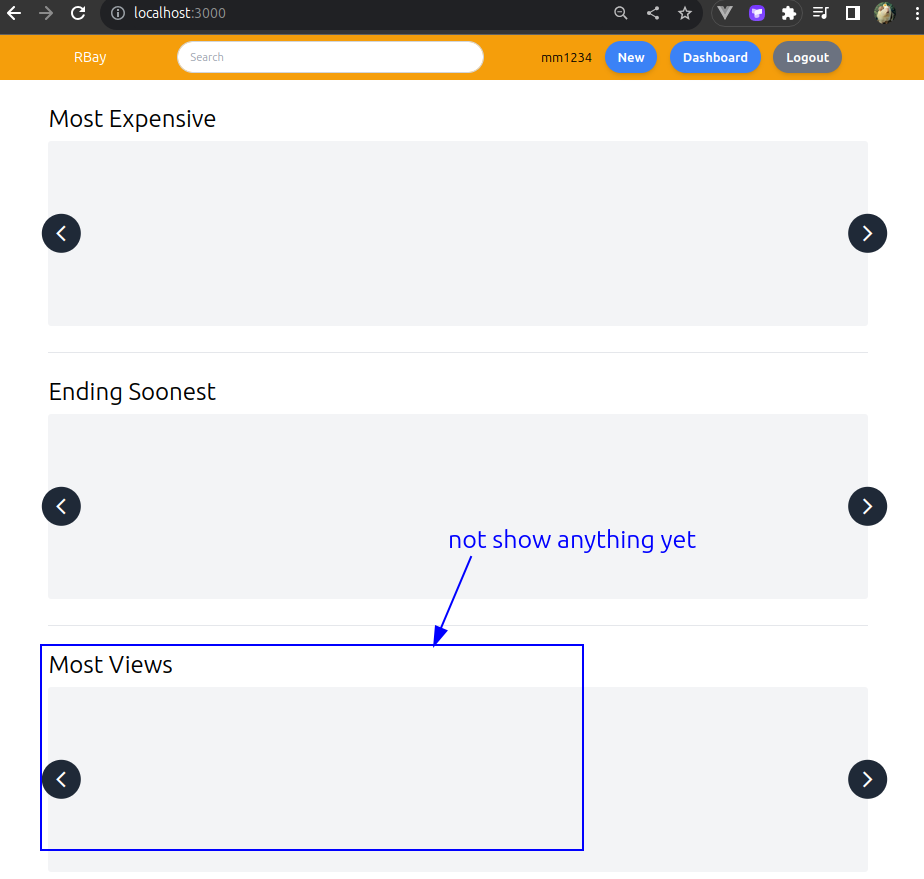 localhost:3000
RBay
Search
mm1234
New
Dashboard
Logout
Most Expensive
Ending Soonest
not show anything yet
Most Views